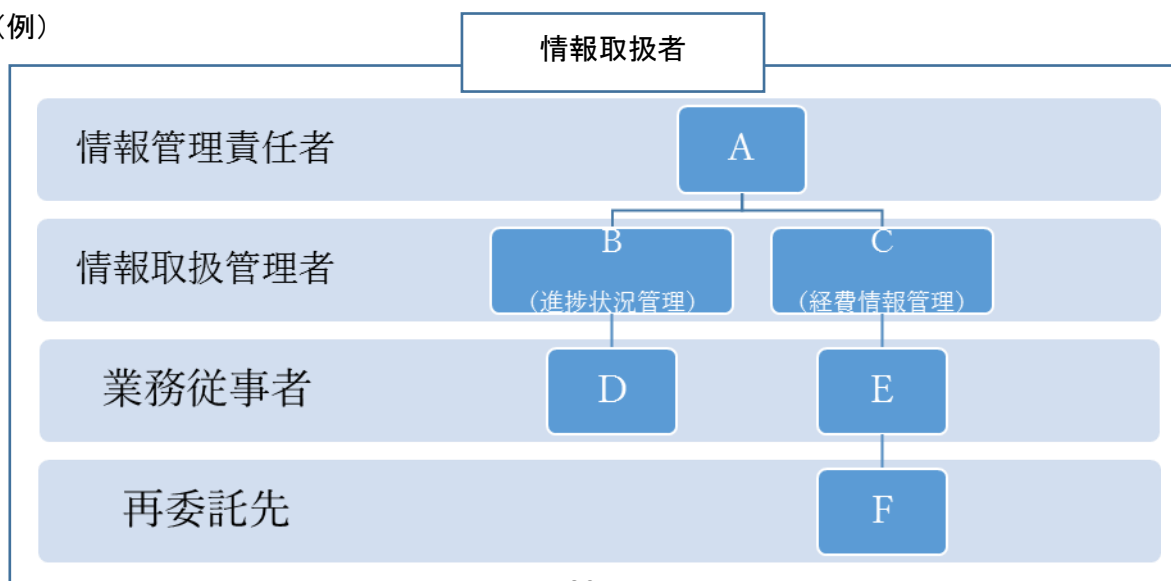 （例）
情報取扱者
情報管理責任者
A
情報取扱管理者
B
（進捗状況管理）
C
（経費情報管理）
業務従事者
D
E
再委託先
F